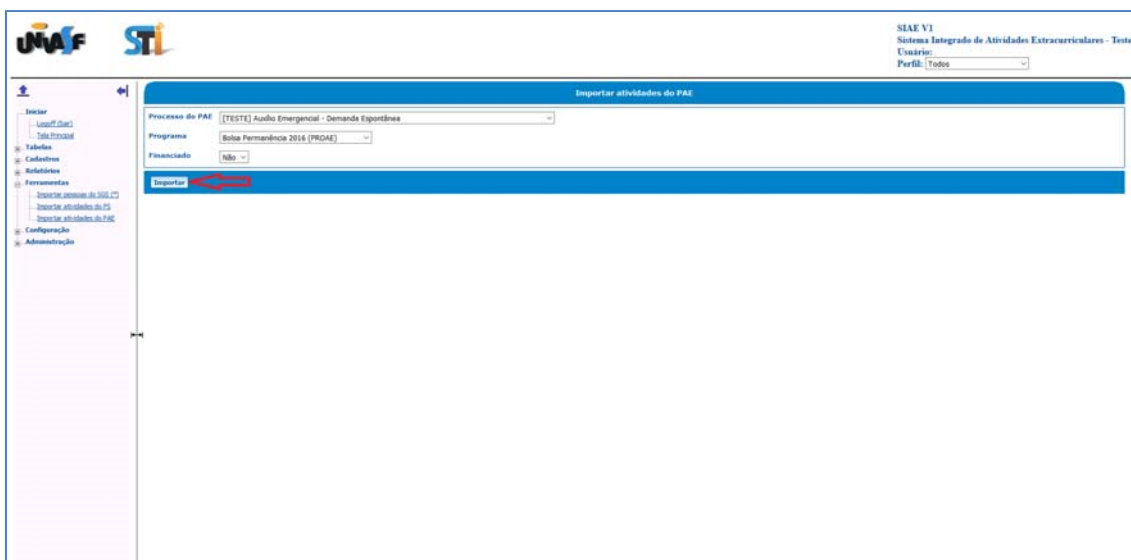 UNIVASF
STI
SIAE V1
Sistema Integrado de Atividades Extracurriculares - Teste
Usuário:
Perfil: Todos
Iniciar
Logoff (Sair)
Tela Principal
Tabelas
Cadastros
Relatórios
Ferramentas
Importar pessoas do SGS (*)
Importar atividades do PS
Importar atividades do PAE
Configuração
Administração
Importar atividades do PAE
Processo do PAE [TESTE] Auxílio Emergencial - Demanda Espontânea
Programa Bolsa Permanência 2016 (PROAE)
Financiado Não
Importar